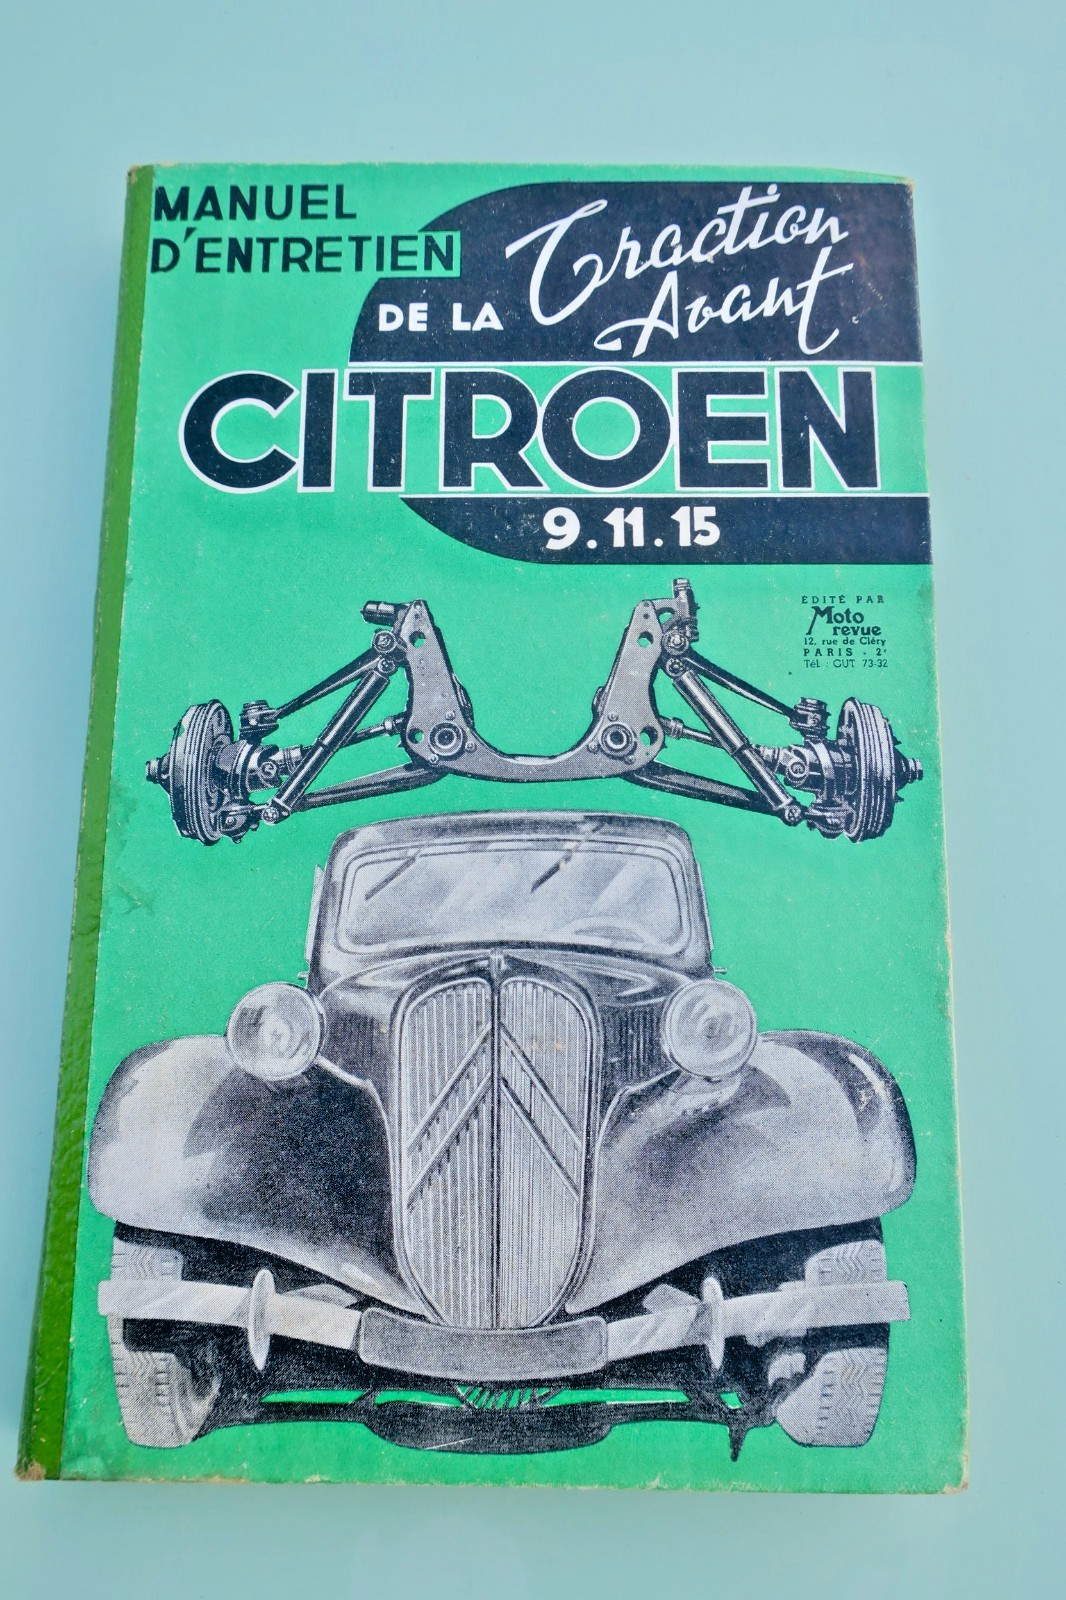 MANUEL
D'ENTRETIEN
DE LA Traction
Avant
CITROEN
9.11.15
ÉDITÉ PAR
Moto
revue
12, rue de Cléry
PARIS - 2e
Tél. : GUT 73-32